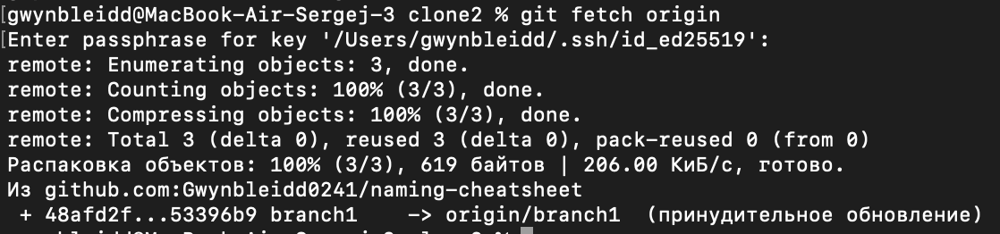 [gwynbleidd@MacBook-Air-Sergej-3 clone2 % git fetch origin
[Enter passphrase for key '/Users/gwynbleidd/.ssh/id_ed25519':
remote: Enumerating objects: 3, done.
remote: Counting objects: 100% (3/3), done.
remote: Compressing objects: 100% (3/3), done.
remote: Total 3 (delta 0), reused 3 (delta 0), pack-reused 0 (from 0)
Распаковка объектов: 100% (3/3), 619 байтов | 206.00 КиБ/с, готово.
Из github.com:Gwynbleidd0241/naming-cheatsheet
 + 48afd2f...53396b9 branch1    -> origin/branch1  (принудительное обновление)